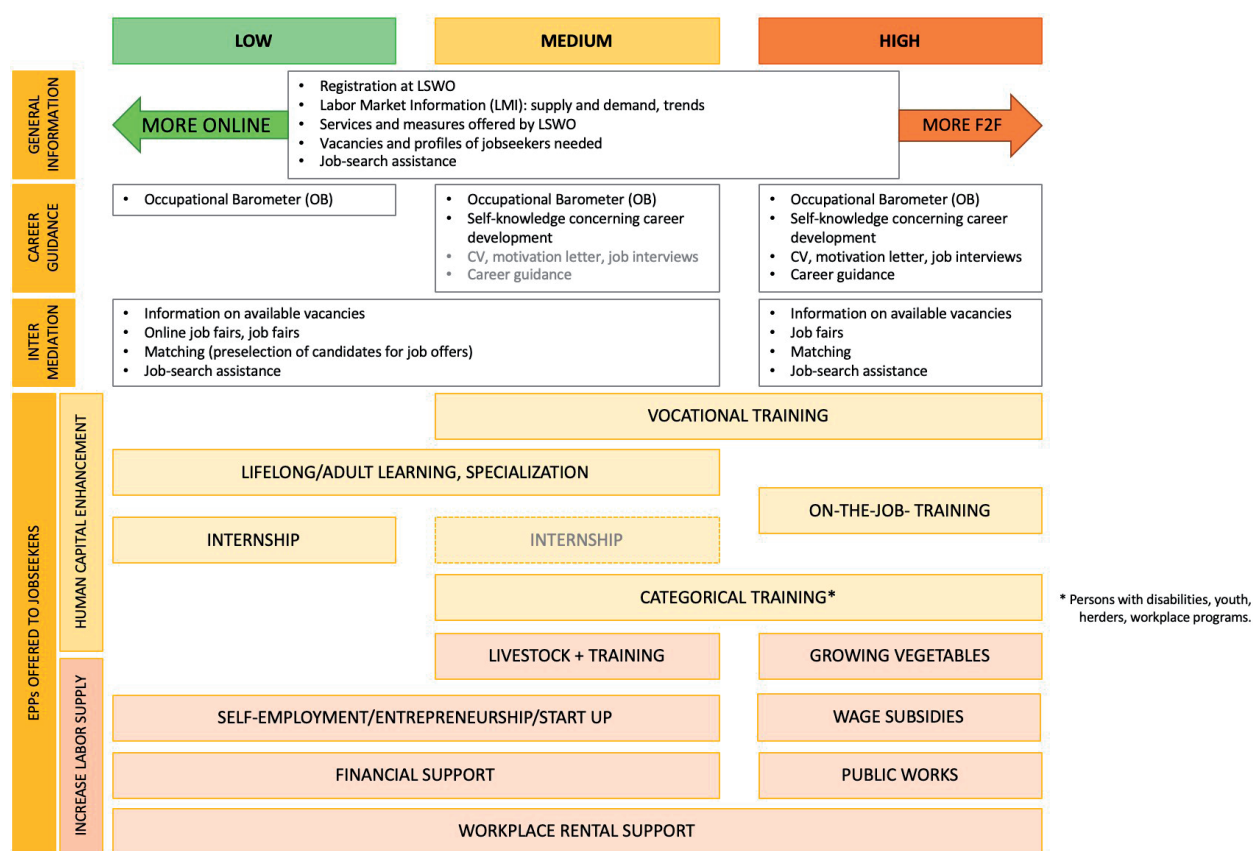 LOW
MEDIUM
HIGH
GENERAL
INFORMATION
MORE ONLINE
• Registration at LSWO
• Labor Market Information (LMI): supply and demand, trends
• Services and measures offered by LSWO
• Vacancies and profiles of jobseekers needed
• Job-search assistance
MORE F2F
CAREER
GUIDANCE
• Occupational Barometer (OB)
• Occupational Barometer (OB)
• Self-knowledge concerning career
development
• CV, motivation letter, job interviews
• Career guidance
• Occupational Barometer (OB)
• Self-knowledge concerning career
development
• CV, motivation letter, job interviews
• Career guidance
INTER
MEDIATION
• Information on available vacancies
• Online job fairs, job fairs
• Matching (preselection of candidates for job offers)
• Job-search assistance
• Information on available vacancies
• Job fairs
• Matching
• Job-search assistance
EPPs OFFERED TO JOBSEEKERS
HUMAN CAPITAL ENHANCEMENT
VOCATIONAL TRAINING
LIFELONG/ADULT LEARNING, SPECIALIZATION
ON-THE-JOB- TRAINING
INTERNSHIP
INTERNSHIP
CATEGORICAL TRAINING*
* Persons with disabilities, youth,
herders, workplace programs.
INCREASE LABOR SUPPLY
LIVESTOCK + TRAINING
GROWING VEGETABLES
SELF-EMPLOYMENT/ENTREPRENEURSHIP/START UP
WAGE SUBSIDIES
FINANCIAL SUPPORT
PUBLIC WORKS
WORKPLACE RENTAL SUPPORT